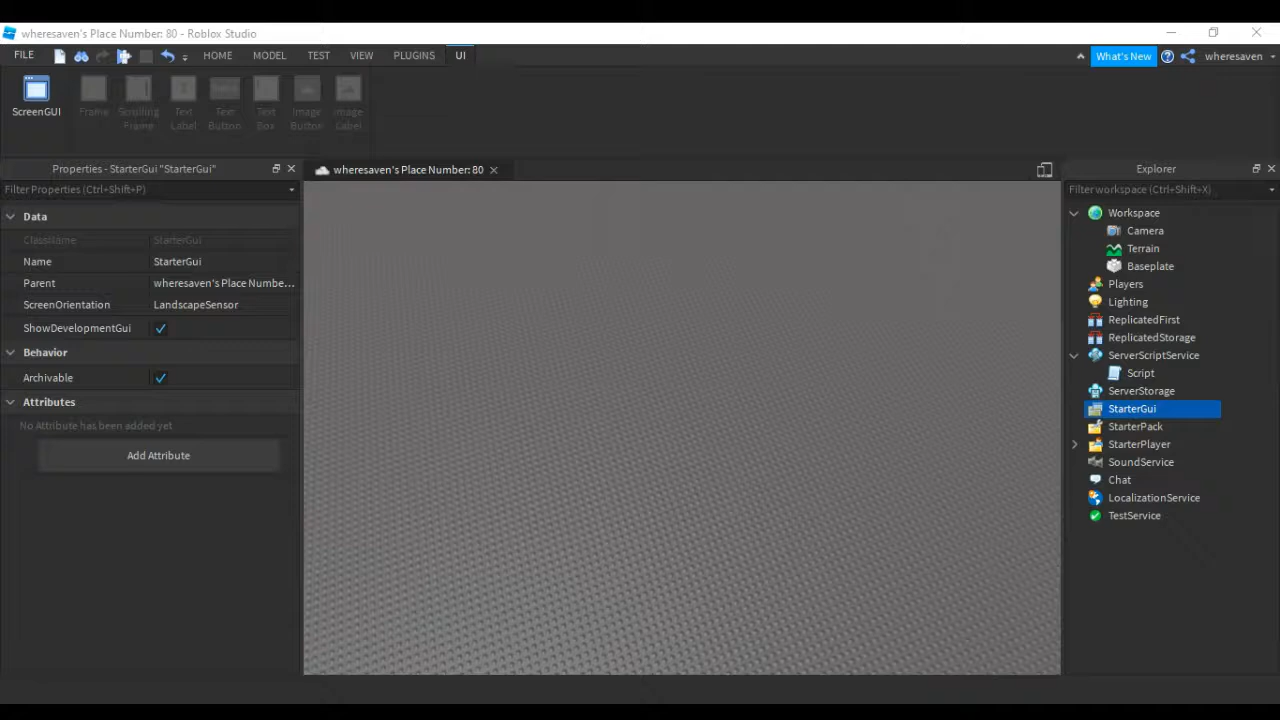 wheresaven's Place Number: 80 - Roblox Studio
FILE HOME MODEL TEST VIEW PLUGINS UI What's New wheresaven
ScreenGUI Frame Scrolling Frame Text Label Text Button Text Box Image Button Image Label
Properties - StarterGui "StarterGui"
Filter Properties (Ctrl+Shift+P)
Data
ClassName StarterGui
Name StarterGui
Parent wheresaven's Place Numbe...
ScreenOrientation LandscapeSensor
ShowDevelopmentGui
Behavior
Archivable
Attributes
No Attribute has been added yet
Add Attribute
wheresaven's Place Number: 80
Explorer
Filter workspace (Ctrl+Shift+X)
Workspace
Camera
Terrain
Baseplate
Players
Lighting
ReplicatedFirst
ReplicatedStorage
ServerScriptService
Script
ServerStorage
StarterGui
StarterPack
StarterPlayer
SoundService
Chat
LocalizationService
TestService